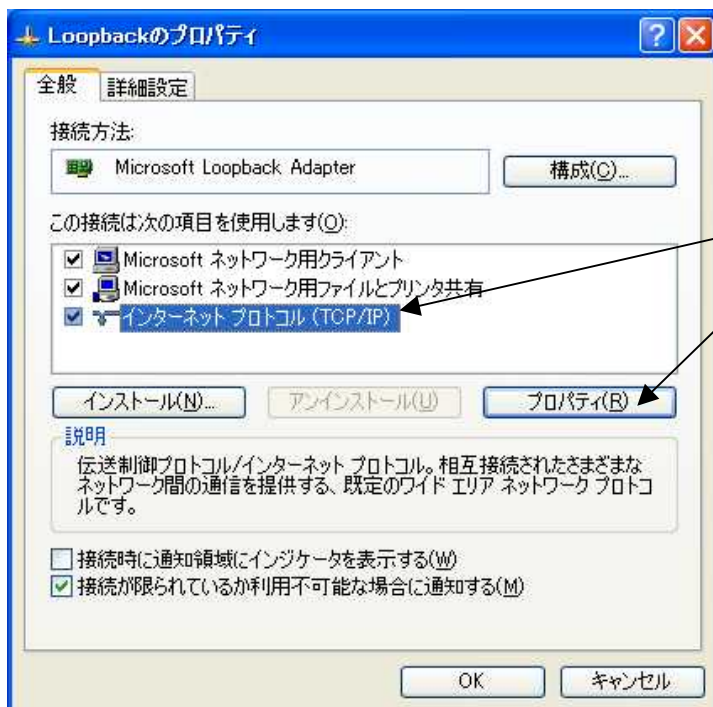 Loopbackのプロパティ
全般 詳細設定
接続方法:
Microsoft Loopback Adapter 構成(C)...
この接続は次の項目を使用します(O):
Microsoft ネットワーク用クライアント
Microsoft ネットワーク用ファイルとプリンタ共有
インターネット プロトコル (TCP/IP)
インストール(N)... アンインストール(U) プロパティ(R)
説明
伝送制御プロトコル/インターネット プロトコル。相互接続されたさまざまな
ネットワーク間の通信を提供する、既定のワイド エリア ネットワーク プロトコ
ルです。
接続時に通知領域にインジケータを表示する(W)
接続が限られているか利用不可能な場合に通知する(M)
OK キャンセル